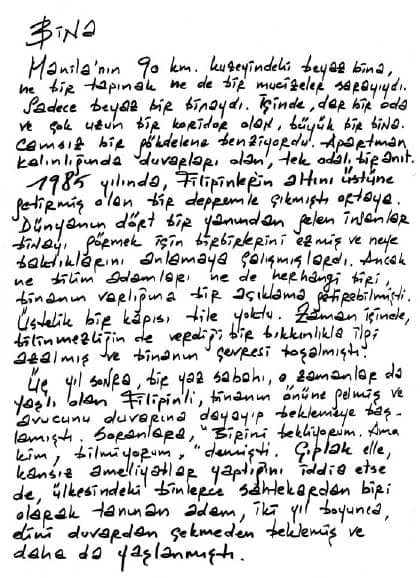 BİNA
Manila'nın 90 km. kuzeyindeki beyaz bina,
ne bir tapınak ne de bir mucizeler sarayıydı.
Sadece beyaz bir binaydı. İçinde, dar bir oda
ve çok uzun bir koridor olan, büyük bir bina.
Camsız bir gökdelene benziyordu. Apartman
kalınlığında duvarları olan, tek odalı bir anıt.
1985 yılında, Filipinlerin altını üstüne
getirmiş olan bir depremle çıkmıştı ortaya.
Dünyanın dört bir yanından gelen insanlar
binayı görmek için birbirlerini ezmiş ve neye
baktıklarını anlamaya çalışmışlardı. Ancak
ne bilim adamları ne de herhangi biri,
binanın varlığına bir açıklama getirebilmişti.
Üstelik bir kapısı bile yoktu. Zaman içinde,
bilinmezliğin de verdiği bir bıkkınlıkla ilgi
azalmış ve binanın çevresi boşalmıştı.
Üç yıl sonra, bir yaz sabahı, o zamanlar da
yaşlı olan Filipinli, binanın önüne gelmiş ve
avucunu duvarına dayayıp beklemeye baş-
lamıştı. Soranlara, "Birini bekliyorum. Ama
kim, bilmiyorum," demişti. Çıplak elle,
kansız ameliyatlar yaptığını iddia etse
de, ülkesindeki binlerce sahtekardan biri
olarak tanınan adam, iki yıl boyunca,
elini duvardan çekmeden beklemiş ve
daha da yaşlanmıştı.